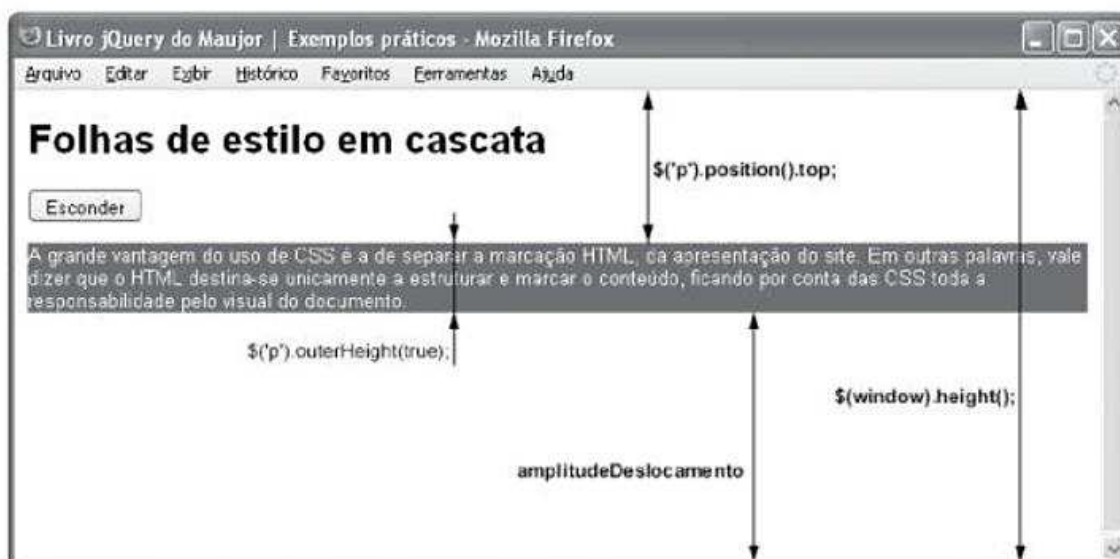 Livro jQuery do Maujor | Exemplos práticos - Mozilla Firefox
Arquivo Editar Exibir Histórico Favoritos Ferramentas Ajuda
Folhas de estilo em cascata
$('p').position().top;
Esconder
A grande vantagem do uso de CSS é a de separar a marcação HTML, da apresentação do site. Em outras palavras, vale
dizer que o HTML destina-se unicamente a estruturar e marcar o conteúdo, ficando por conta das CSS toda a
responsabilidade pelo visual do documento.
$('p').outerHeight(true);
$(window).height();
amplitudeDeslocamento